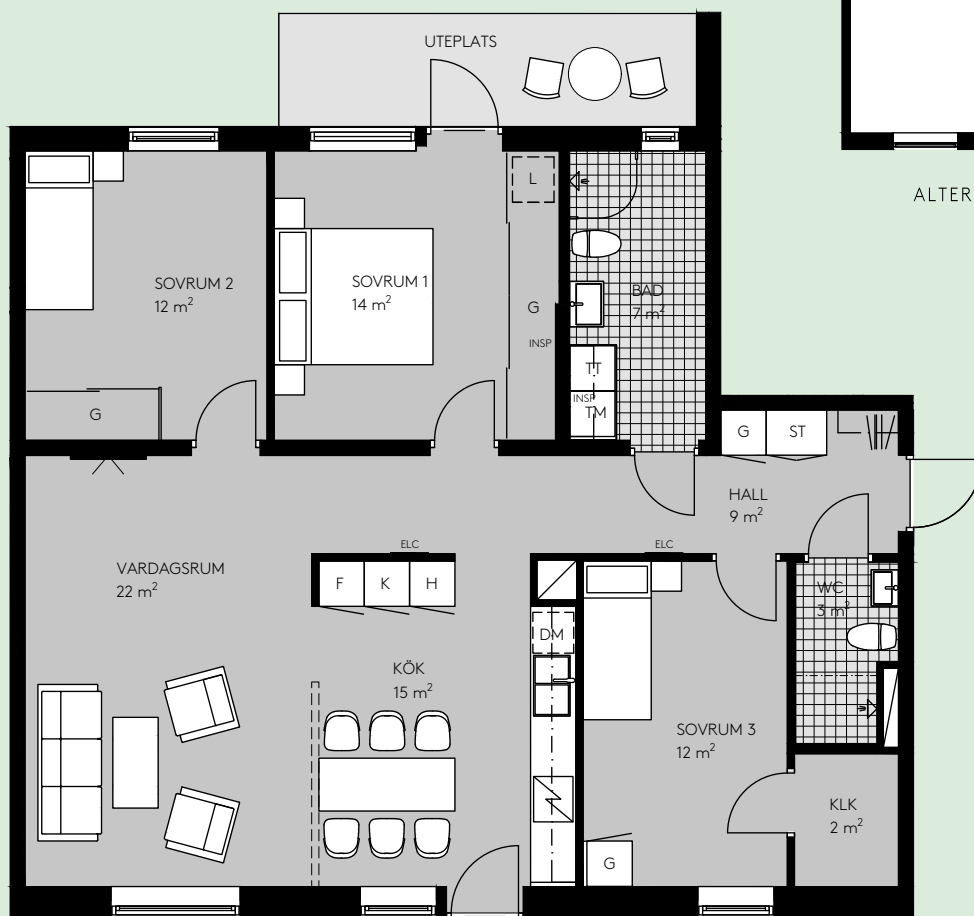 UTEPLATS
ALTER
L
SOVRUM 2
12 m²
SOVRUM 1
14 m²
BAD
7 m²
G
INSP
TT
INSP
TM
G
G
ST
HALL
9 m²
ELC
ELC
VARDAGSRUM
22 m²
F
K
H
WC
3 m²
DM
KÖK
15 m²
SOVRUM 3
12 m²
KLK
2 m²
G